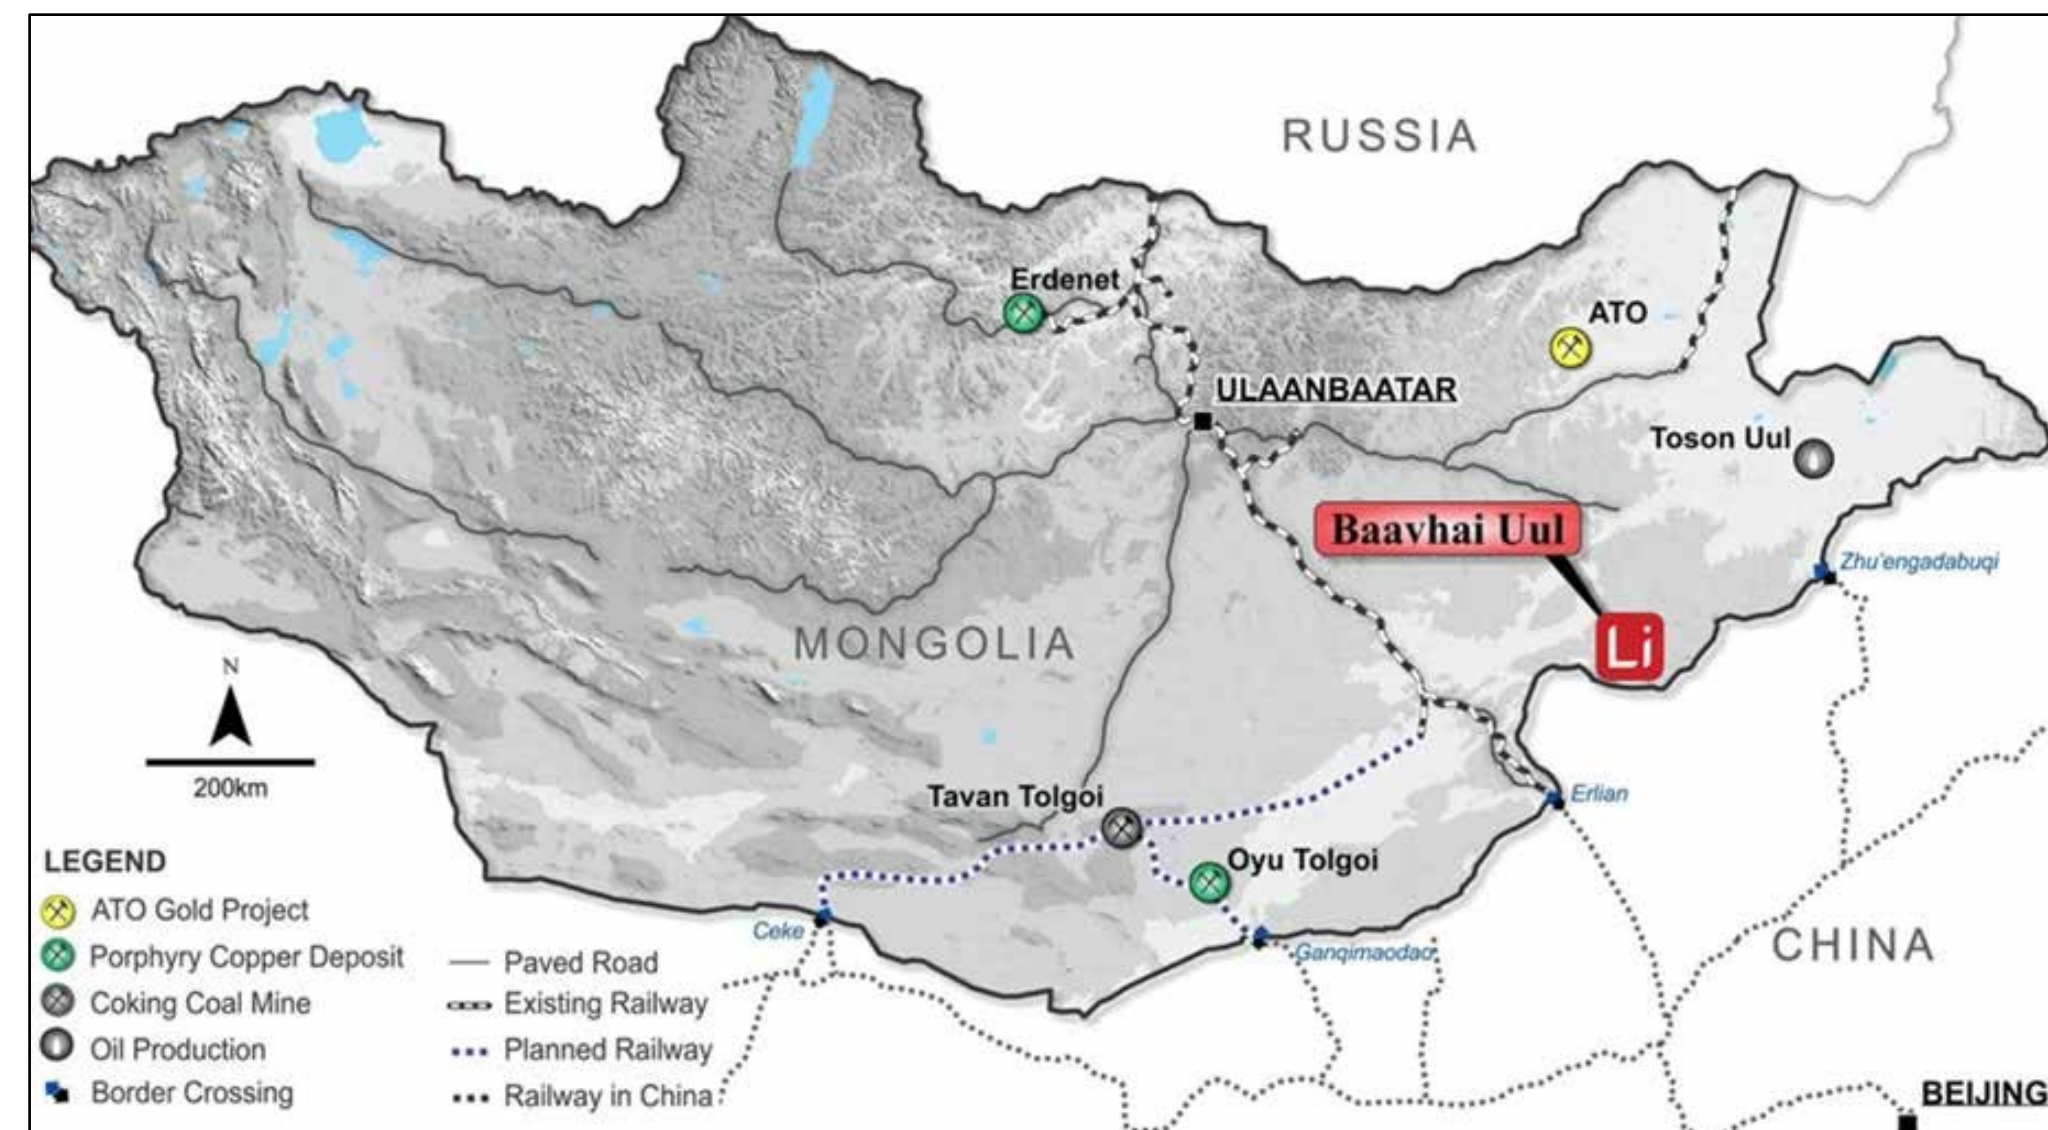 RUSSIA
Erdenet
ATO
ULAANBAATAR
Toson Uul
Baavhai Uul
Zhu'engadabuqi
Li
MONGOLIA
N
200km
Tavan Tolgoi
Erlian
Oyu Tolgoi
Ceke
Ganqimaodao
CHINA
BEIJING
LEGEND
ATO Gold Project
Porphyry Copper Deposit
Coking Coal Mine
Oil Production
Border Crossing
Paved Road
Existing Railway
Planned Railway
Railway in China